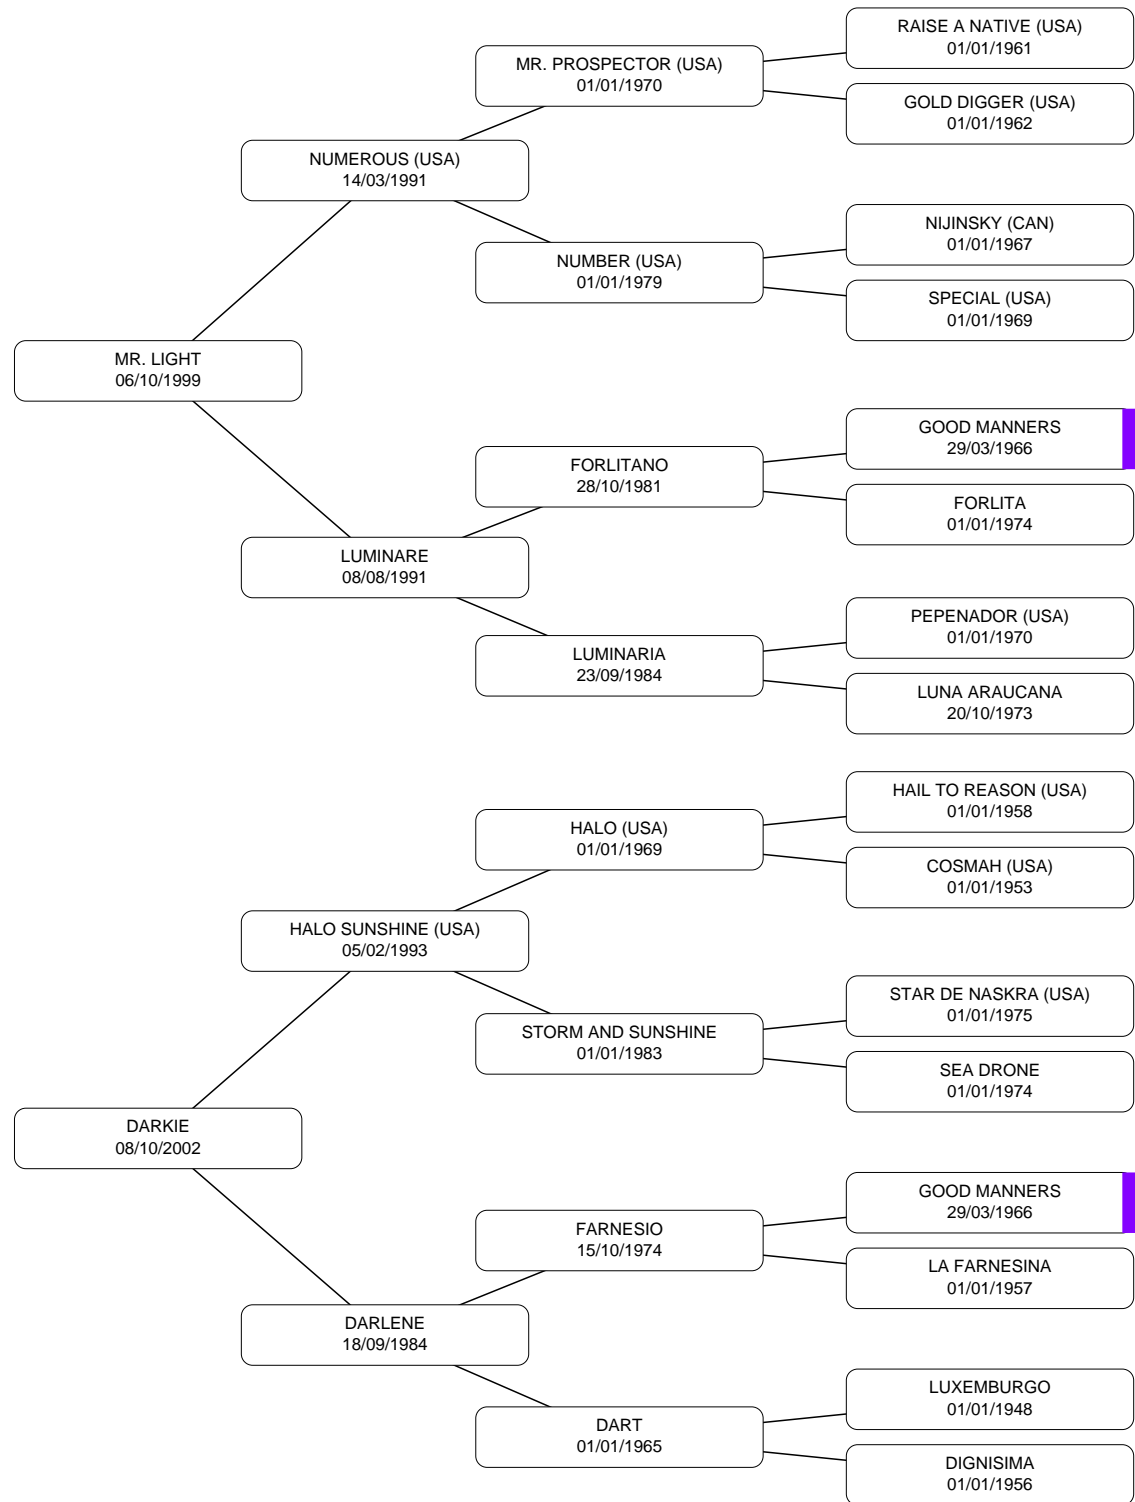 RAISE A NATIVE (USA)
01/01/1961
MR. PROSPECTOR (USA)
01/01/1970
GOLD DIGGER (USA)
01/01/1962
NUMEROUS (USA)
14/03/1991
NIJINSKY (CAN)
01/01/1967
NUMBER (USA)
01/01/1979
SPECIAL (USA)
01/01/1969
MR. LIGHT
06/10/1999
GOOD MANNERS
29/03/1966
FORLITANO
28/10/1981
FORLITA
01/01/1974
LUMINARE
08/08/1991
PEPENADOR (USA)
01/01/1970
LUMINARIA
23/09/1984
LUNA ARAUCANA
20/10/1973
HAIL TO REASON (USA)
01/01/1958
HALO (USA)
01/01/1969
COSMAH (USA)
01/01/1953
HALO SUNSHINE (USA)
05/02/1993
STAR DE NASKRA (USA)
01/01/1975
STORM AND SUNSHINE
01/01/1983
SEA DRONE
01/01/1974
DARKIE
08/10/2002
GOOD MANNERS
29/03/1966
FARNESIO
15/10/1974
LA FARNESINA
01/01/1957
DARLENE
18/09/1984
LUXEMBURGO
01/01/1948
DART
01/01/1965
DIGNISIMA
01/01/1956